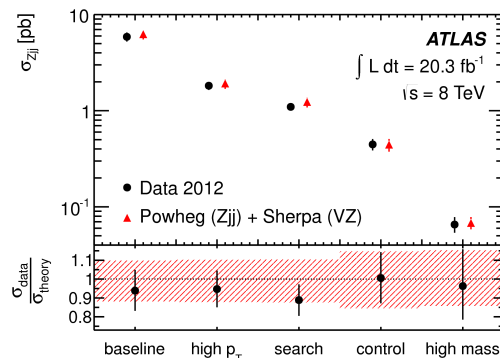 σZjj [pb]
10
1
10⁻¹
ATLAS
∫ L dt = 20.3 fb⁻¹
√s = 8 TeV
Data 2012
Powheg (Zjj) + Sherpa (VZ)
σdata
σtheory
1.1
1
0.9
0.8
baseline high pT search control high mass